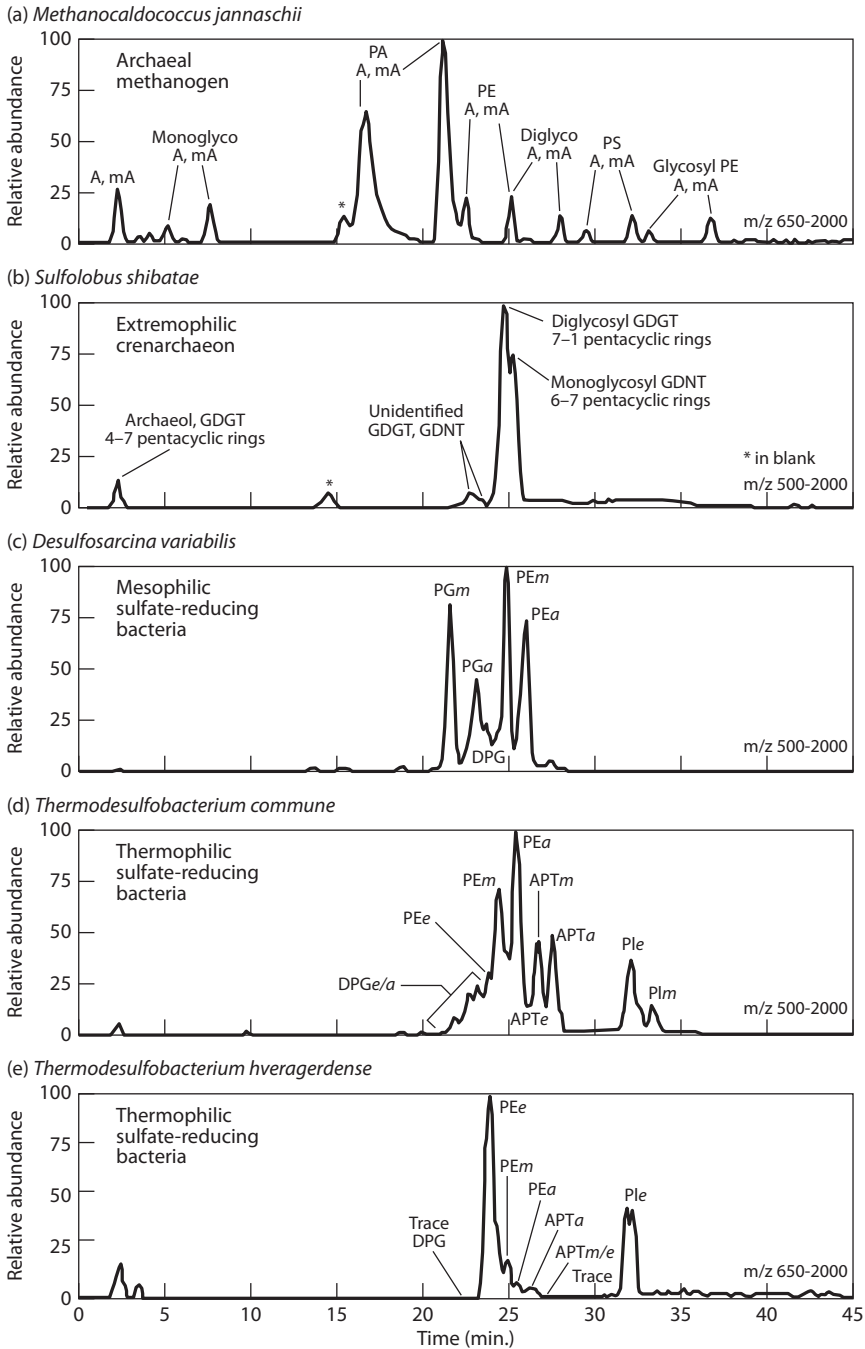 (a) Methanocaldococcus jannaschii
Relative abundance
100
75
50
25
0
Archaeal
methanogen
A, mA
Monoglyco
A, mA
*
PA
A, mA
PE
A, mA
Diglyco
A, mA
PS
A, mA
Glycosyl PE
A, mA
m/z 650-2000
(b) Sulfolobus shibatae
Relative abundance
100
75
50
25
0
Extremophilic
crenarchaeon
Archaeol, GDGT
4–7 pentacyclic rings
*
Unidentified
GDGT, GDNT
Diglycosyl GDGT
7–1 pentacyclic rings
Monoglycosyl GDNT
6–7 pentacyclic rings
* in blank
m/z 500-2000
(c) Desulfosarcina variabilis
Relative abundance
100
75
50
25
0
Mesophilic
sulfate-reducing
bacteria
PGm
PGa
DPG
PEm
PEa
m/z 500-2000
(d) Thermodesulfobacterium commune
Relative abundance
100
75
50
25
0
Thermophilic
sulfate-reducing
bacteria
DPGe/a
PEe
PEm
PEa
APTe
APTm
APTa
PIe
PIm
m/z 500-2000
(e) Thermodesulfobacterium hveragerdense
Relative abundance
100
75
50
25
0
Thermophilic
sulfate-reducing
bacteria
Trace
DPG
PEe
PEm
PEa
APTa
APTm/e
Trace
PIe
m/z 650-2000
0 5 10 15 20 25 30 35 40 45
Time (min.)